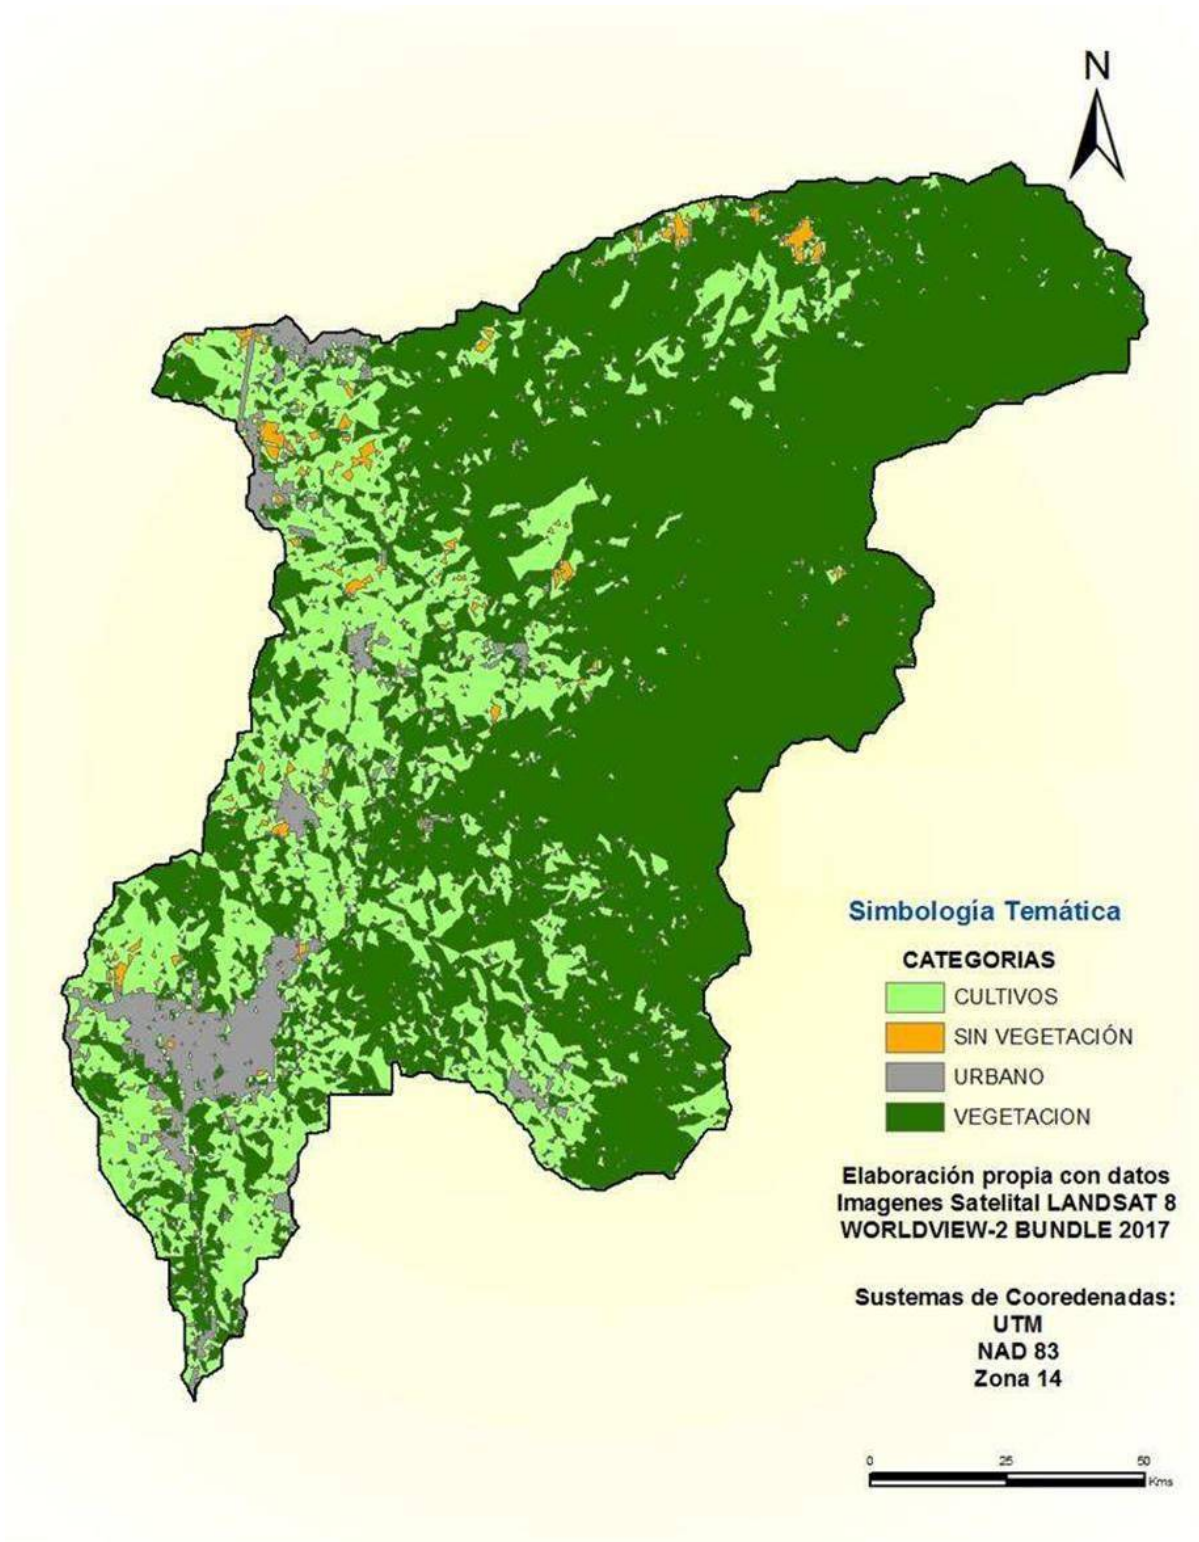 N
Simbología Temática
CATEGORIAS
CULTIVOS
SIN VEGETACIÓN
URBANO
VEGETACION
Elaboración propia con datos
Imagenes Satelital LANDSAT 8
WORLDVIEW-2 BUNDLE 2017
Sustemas de Cooredenadas:
UTM
NAD 83
Zona 14
0 25 50
Kms